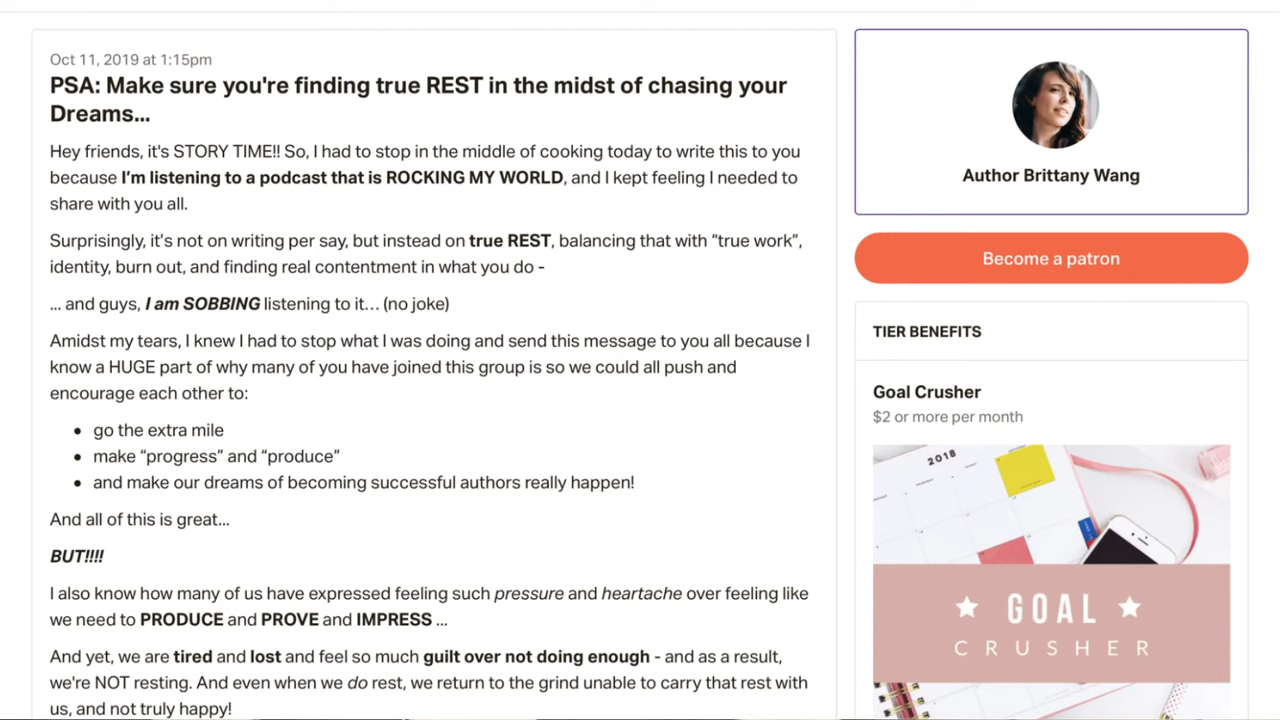 Oct 11, 2019 at 1:15pm
PSA: Make sure you're finding true REST in the midst of chasing your
Dreams...
Hey friends, it's STORY TIME!! So, I had to stop in the middle of cooking today to write this to you
because I’m listening to a podcast that is ROCKING MY WORLD, and I kept feeling I needed to
share with you all.
Surprisingly, it’s not on writing per say, but instead on true REST, balancing that with “true work”,
identity, burn out, and finding real contentment in what you do -
... and guys, I am SOBBING listening to it… (no joke)
Amidst my tears, I knew I had to stop what I was doing and send this message to you all because I
know a HUGE part of why many of you have joined this group is so we could all push and
encourage each other to:
• go the extra mile
• make “progress” and “produce”
• and make our dreams of becoming successful authors really happen!
And all of this is great...
BUT!!!!
I also know how many of us have expressed feeling such pressure and heartache over feeling like
we need to PRODUCE and PROVE and IMPRESS ...
And yet, we are tired and lost and feel so much guilt over not doing enough - and as a result,
we're NOT resting. And even when we do rest, we return to the grind unable to carry that rest with
us, and not truly happy!
Author Brittany Wang
Become a patron
TIER BENEFITS
Goal Crusher
$2 or more per month
2018
GOAL
CRUSHER